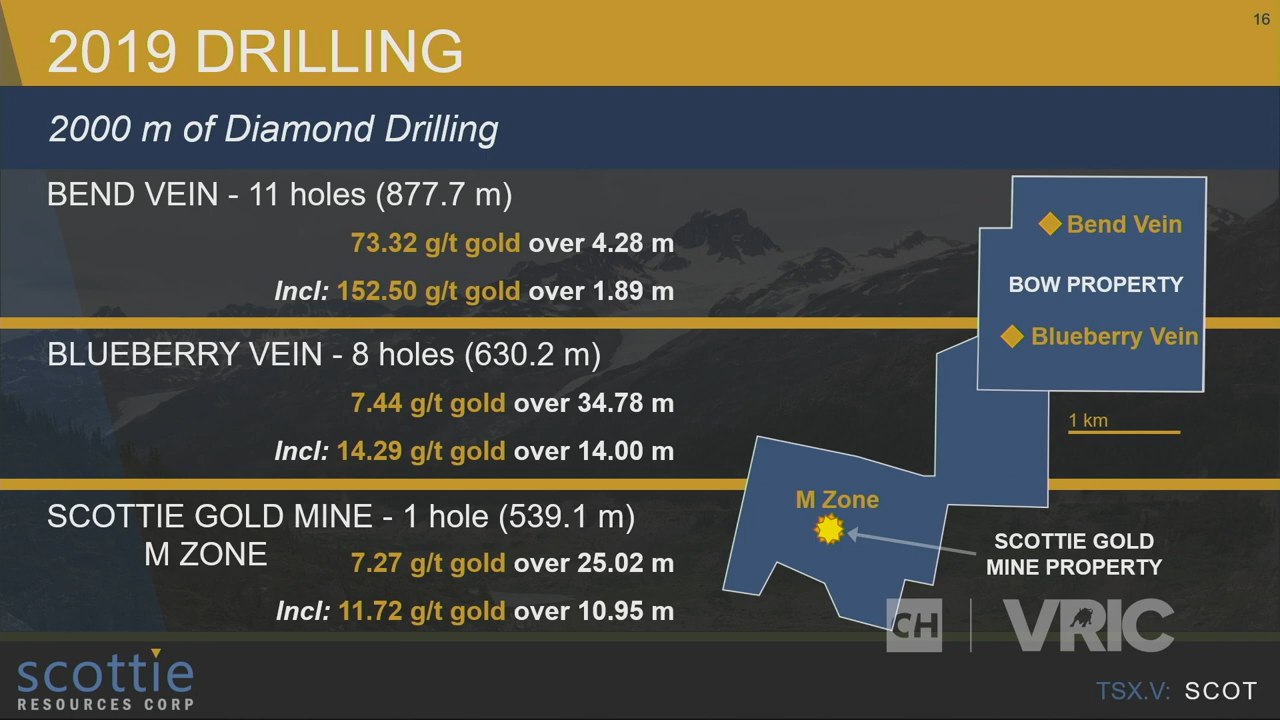 16
2019 DRILLING
2000 m of Diamond Drilling
BEND VEIN - 11 holes (877.7 m)
73.32 g/t gold over 4.28 m
Incl: 152.50 g/t gold over 1.89 m
BLUEBERRY VEIN - 8 holes (630.2 m)
7.44 g/t gold over 34.78 m
Incl: 14.29 g/t gold over 14.00 m
SCOTTIE GOLD MINE - 1 hole (539.1 m)
M ZONE
7.27 g/t gold over 25.02 m
Incl: 11.72 g/t gold over 10.95 m
Bend Vein
BOW PROPERTY
Blueberry Vein
1 km
M Zone
SCOTTIE GOLD
MINE PROPERTY
CH
VRIC
scottie
RESOURCES CORP
TSX.V: SCOT